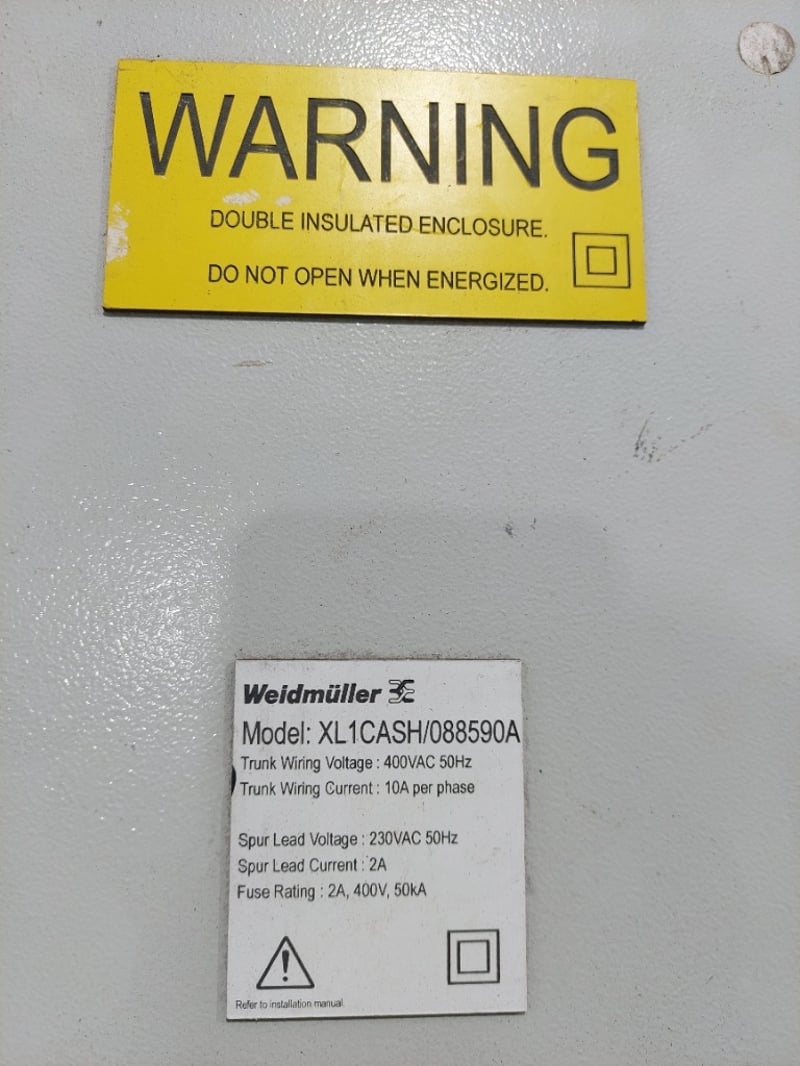 WARNING
DOUBLE INSULATED ENCLOSURE.
DO NOT OPEN WHEN ENERGIZED.
Weidmüller
Model: XL1CASH/088590A
Trunk Wiring Voltage : 400VAC 50Hz
Trunk Wiring Current : 10A per phase
Spur Lead Voltage : 230VAC 50Hz
Spur Lead Current : 2A
Fuse Rating : 2A, 400V, 50kA
Refer to installation manual.